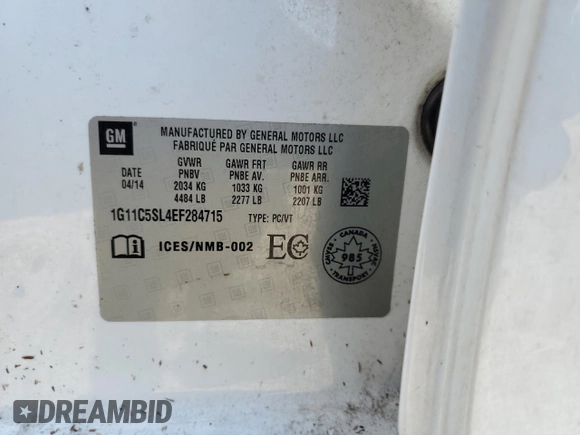 GM
MANUFACTURED BY GENERAL MOTORS LLC
FABRIQUÉ PAR GENERAL MOTORS LLC
DATE GVWR GAWR FRT GAWR RR
PNBV PNBE AV. PNBE ARR.
04/14 2034 KG 1033 KG 1001 KG
4484 LB 2277 LB 2207 LB
1G11C5SL4EF284715 TYPE: PC/VT
ICES/NMB-002 EC
CANADA
CMVSS 985 NSVAC
TRANSPORT
DREAMBID